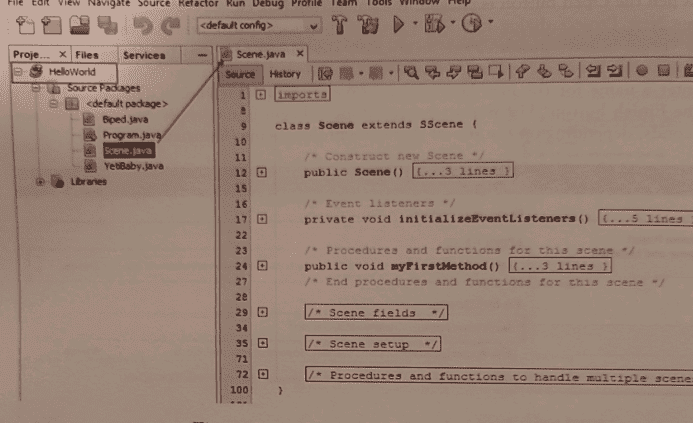 File Edit View Navigate Source Refactor Run Debug Profile Team Tools Window Help
<default config>
Proje... × Files Services
HelloWorld
Source Packages
<default package>
Biped.java
Program.java
Scene.java
YetiBaby.java
Libraries
Scene.java ×
Source History
1 imports
8
9 class Scene extends SScene {
10
11 /* Construct new Scene */
12 public Scene() {...3 lines }
15
16 /* Event listeners */
17 private void initializeEventListeners() {...5 lines }
22
23 /* Procedures and functions for this scene */
24 public void myFirstMethod() {...3 lines }
27 /* End procedures and functions for this scene */
28
29 /* Scene fields */
34
35 /* Scene setup */
71
72 /* Procedures and functions to handle multiple scene
100 }